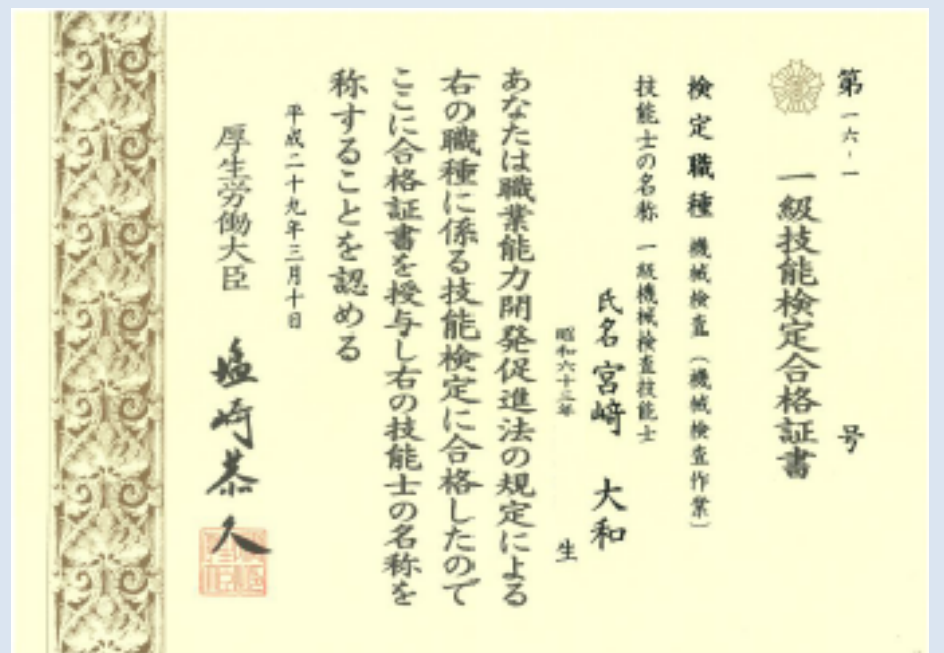 第一六-一 号
一級技能検定合格証書
検定職種 機械検査(機械検査作業)
技能士の名称 一級機械検査技能士
氏名 宮﨑 大和
昭和六十三年 生
あなたは職業能力開発促進法の規定による
右の職種に係る技能検定に合格したので
ここに合格証書を授与し右の技能士の名称を
称することを認める
平成二十九年三月十日
厚生労働大臣 塩崎恭久